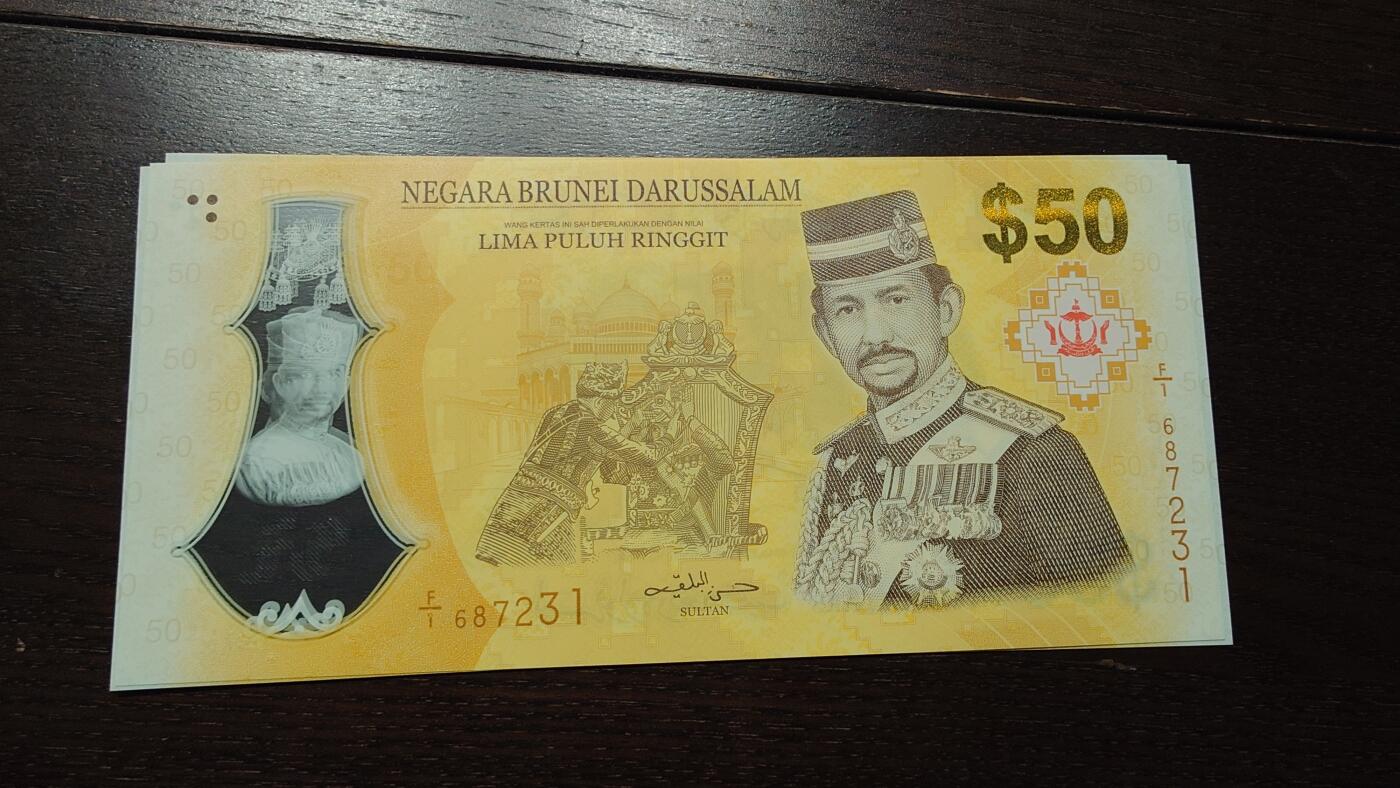 NEGARA BRUNEI DARUSSALAM
WANG KERTAS INI SAH DIPERLAKUKAN DENGAN NILAI
LIMA PULUH RINGGIT
$50
F/1 687231
F/1 687231
SULTAN